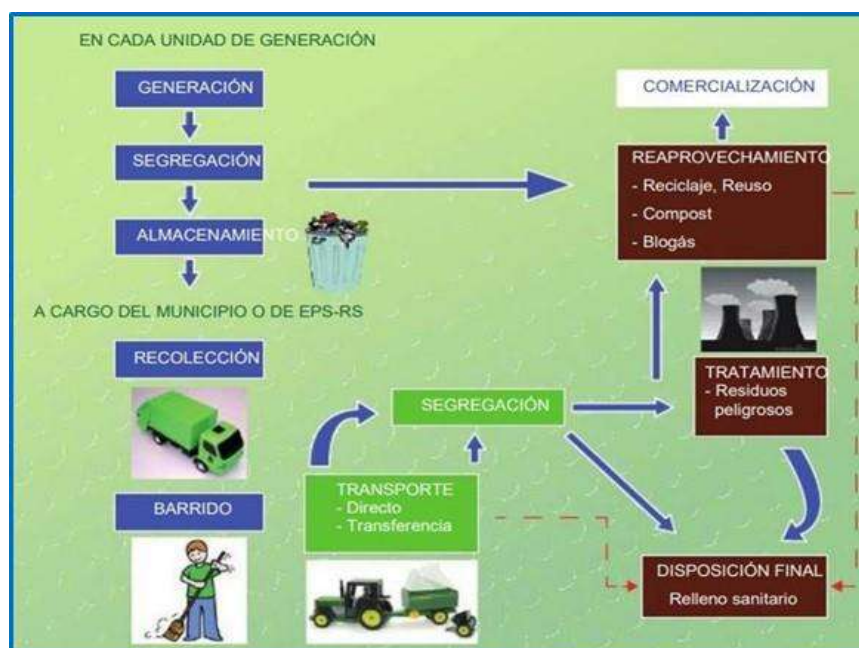 EN CADA UNIDAD DE GENERACIÓN
GENERACIÓN
SEGREGACIÓN
ALMACENAMIENTO
A CARGO DEL MUNICIPIO O DE EPS-RS
RECOLECCIÓN
BARRIDO
SEGREGACIÓN
TRANSPORTE
- Directo
- Transferencia
COMERCIALIZACIÓN
REAPROVECHAMIENTO
- Reciclaje, Reuso
- Compost
- Blogás
TRATAMIENTO
- Residuos
peligrosos
DISPOSICIÓN FINAL
Relleno sanitario